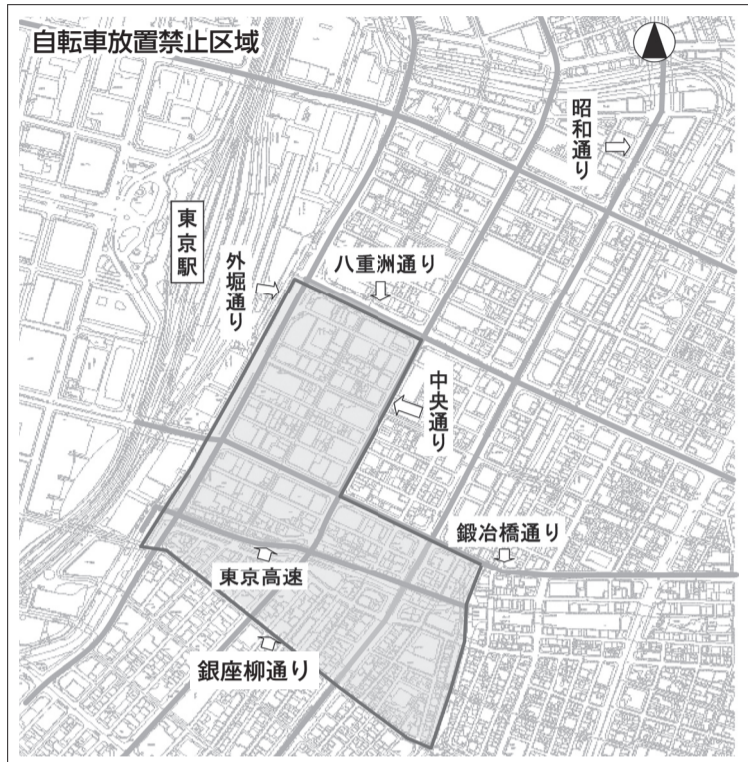 自転車放置禁止区域
昭和通り
東京駅
外堀通り
八重洲通り
中央通り
鍛冶橋通り
東京高速
銀座柳通り